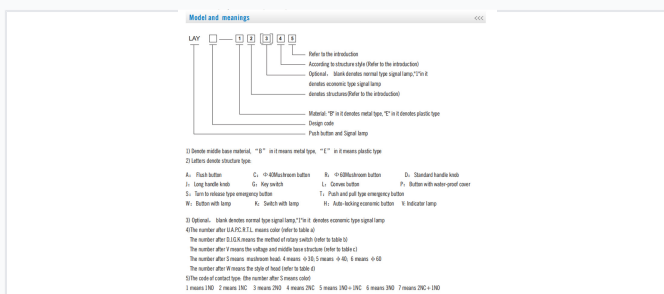 Model and meanings <<<
LAY □ — 1 2 [3] 4 5
Refer to the introduction
According to structure style (Refer to the introduction)
Optional, blank denotes normal type signal lamp,"J"in it
denotes economic type signal lamp
denotes structures(Refer to the introduction)
Material: "B" in it denotes metal type, "E" in it denotes plastic type
Design code
Push button and Signal lamp
1) Denote middle base material, "B" in it means metal type, "E" in it means plastic type
2) Letters denote structure type:
A: Flush button C: Φ40Mushroom button R: Φ60Mushroom button D: Standard handle knob
J: Long handle knob G: Key switch L: Convex button P: Button with water-proof cover
S: Turn to release type emergency button T: Push and pull type emergency button
W: Button with lamp K: Switch with lamp H: Auto-locking economic button V: Indicator lamp
3) Optional, blank denotes normal type signal lamp,"1"in it denotes economic type signal lamp
4)The number after U.A.P.C.R.T.L. means color (refer to table a)
The number after D.J.G.K.means the method of rotary switch (refer to table b)
The number after V means the voltage and middle base structure (refer to table c)
The number after S means mushroom head: 4 means Φ30; 5 means Φ40; 6 means Φ60
The number after W means the style of head (refer to table d)
5)The code of contact type: (the number after S means color)
1 means 1NO 2 means 1NC 3 means 2NO 4 means 2NC 5 means 1NO+1NC 6 means 3NO 7 means 2NC+1NO